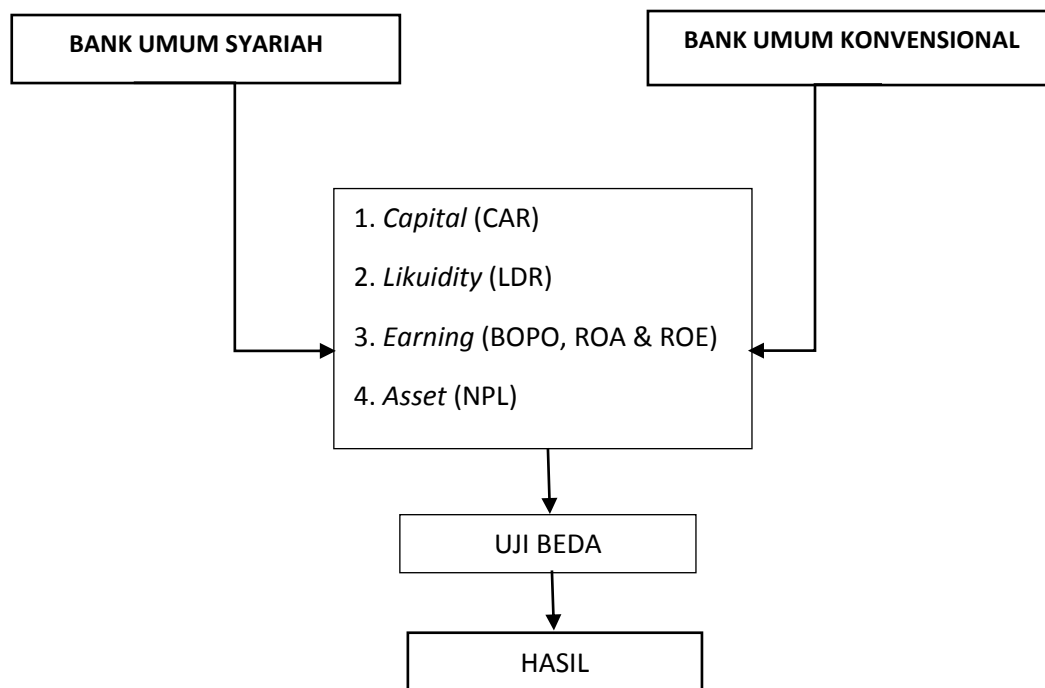 BANK UMUM SYARIAH
BANK UMUM KONVENSIONAL
1. Capital (CAR)
2. Likuidity (LDR)
3. Earning (BOPO, ROA & ROE)
4. Asset (NPL)
UJI BEDA
HASIL